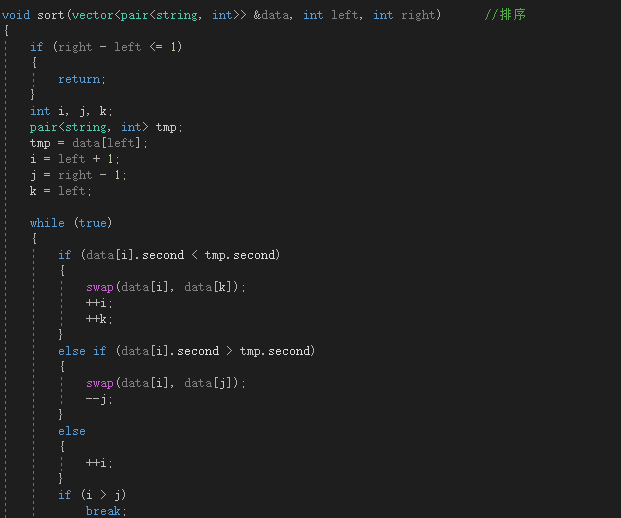 void sort(vector<pair<string, int>> &data, int left, int right)      //排序
{
    if (right - left <= 1)
    {
        return;
    }
    int i, j, k;
    pair<string, int> tmp;
    tmp = data[left];
    i = left + 1;
    j = right - 1;
    k = left;
    while (true)
    {
        if (data[i].second < tmp.second)
        {
            swap(data[i], data[k]);
            ++i;
            ++k;
        }
        else if (data[i].second > tmp.second)
        {
            swap(data[i], data[j]);
            --j;
        }
        else
        {
            ++i;
        }
        if (i > j)
            break;